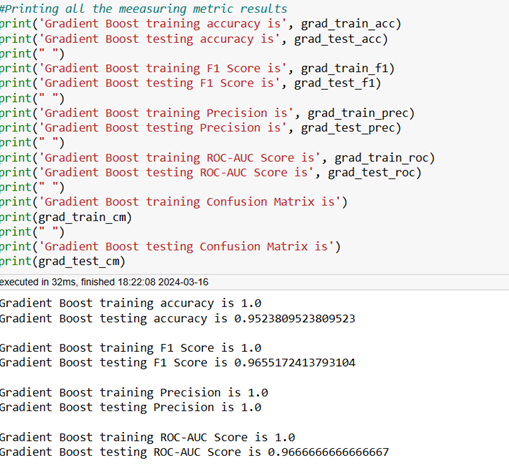 #Printing all the meeasuring metric results
print('Gradient Boost training accuracy is', grad_train_acc)
print('Gradient Boost testing accuracy is', grad_test_acc)
print(" ")
print('Gradient Boost training F1 Score is', grad_train_f1)
print('Gradient Boost testing F1 Score is', grad_test_f1)
print(" ")
print('Gradient Boost training Precision is', grad_train_prec)
print('Gradient Boost testing Precision is', grad_test_prec)
print(" ")
print('Gradient Boost training ROC-AUC Score is', grad_train_roc)
print('Gradient Boost testing ROC-AUC Score is', grad_test_roc)
print(" ")
print('Gradient Boost training Confusion Matrix is')
print(grad_train_cm)
print(" ")
print('Gradient Boost testing Confusion Matrix is')
print(grad_test_cm)
executed in 32ms, finished 18:22:08 2024-03-16
Gradient Boost training accuracy is 1.0
Gradient Boost testing accuracy is 0.9523809523809523
Gradient Boost training F1 Score is 1.0
Gradient Boost testing F1 Score is 0.9655172413793104
Gradient Boost training Precision is 1.0
Gradient Boost testing Precision is 1.0
Gradient Boost training ROC-AUC Score is 1.0
Gradient Boost testing ROC-AUC Score is 0.9666666666666667